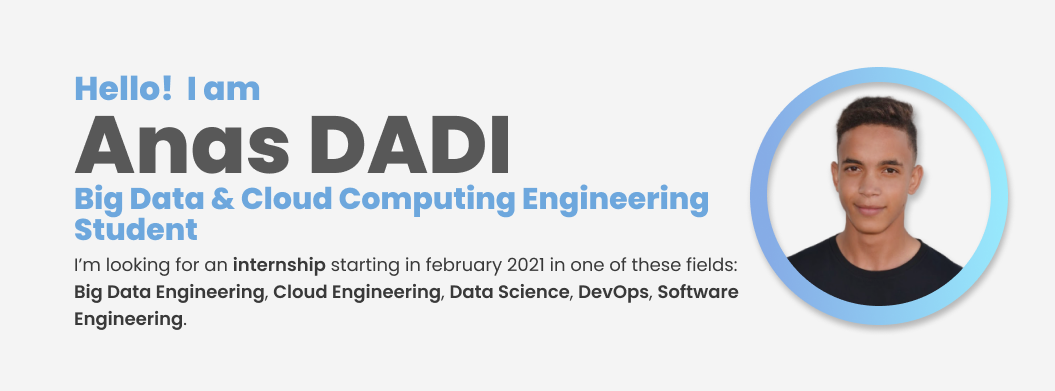 Hello! I am
Anas DADI
Big Data & Cloud Computing Engineering
Student
I'm looking for an internship starting in february 2021 in one of these fields:
Big Data Engineering, Cloud Engineering, Data Science, DevOps, Software
Engineering.